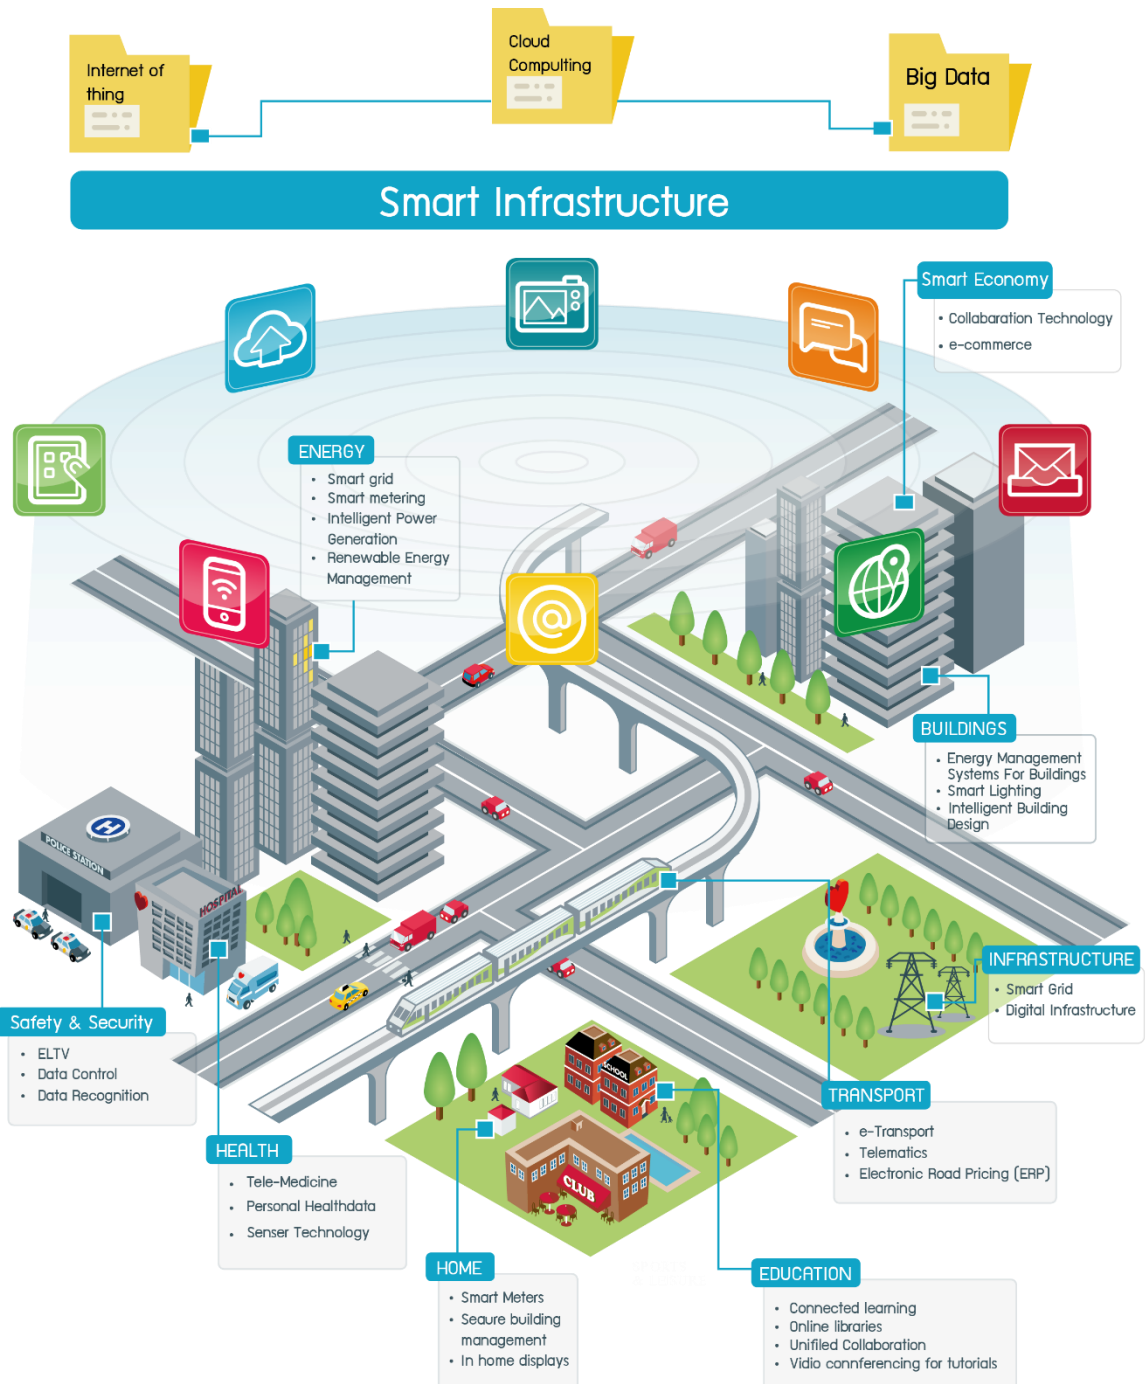 Internet of
thing
Cloud
Compulting
Big Data
Smart Infrastructure
Smart Economy
• Collabaration Technology
• e-commerce
ENERGY
• Smart grid
• Smart metering
• Intelligent Power
Generation
• Renewable Energy
Management
@
BUILDINGS
• Energy Management
Systems For Buildings
• Smart Lighting
• Intelligent Building
Design
H
POLICE STATION
HOSPITAL
INFRASTRUCTURE
• Smart Grid
• Digital Infrastructure
Safety & Security
• ELTV
• Data Control
• Data Recognition
SCHOOL
CLUB
TRANSPORT
• e-Transport
• Telematics
• Electronic Road Pricing (ERP)
HEALTH
• Tele-Medicine
• Personal Healthdata
• Senser Technology
HOME
• Smart Meters
• Seaure building
management
• In home displays
EDUCATION
• Connected learning
• Online libraries
• Unifiled Collaboration
• Vidio connferencing for tutorials